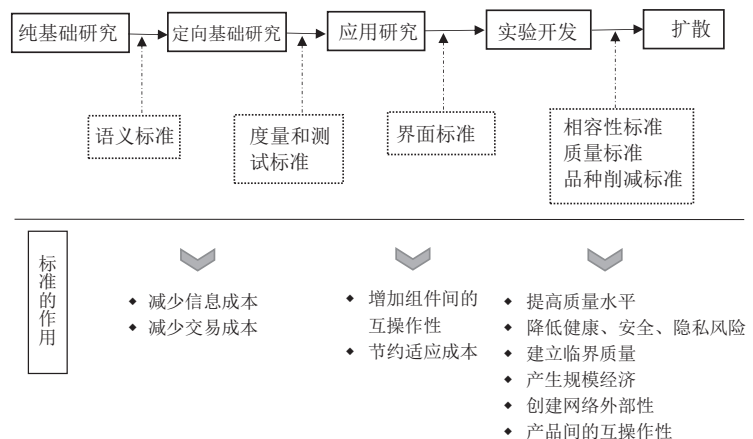 纯基础研究
定向基础研究
应用研究
实验开发
扩散
语义标准
度量和测
试标准
界面标准
相容性标准
质量标准
品种削减标准
标准的作用
减少信息成本
减少交易成本
增加组件间的
互操作性
节约适应成本
提高质量水平
降低健康、安全、隐私风险
建立临界质量
产生规模经济
创建网络外部性
产品间的互操作性